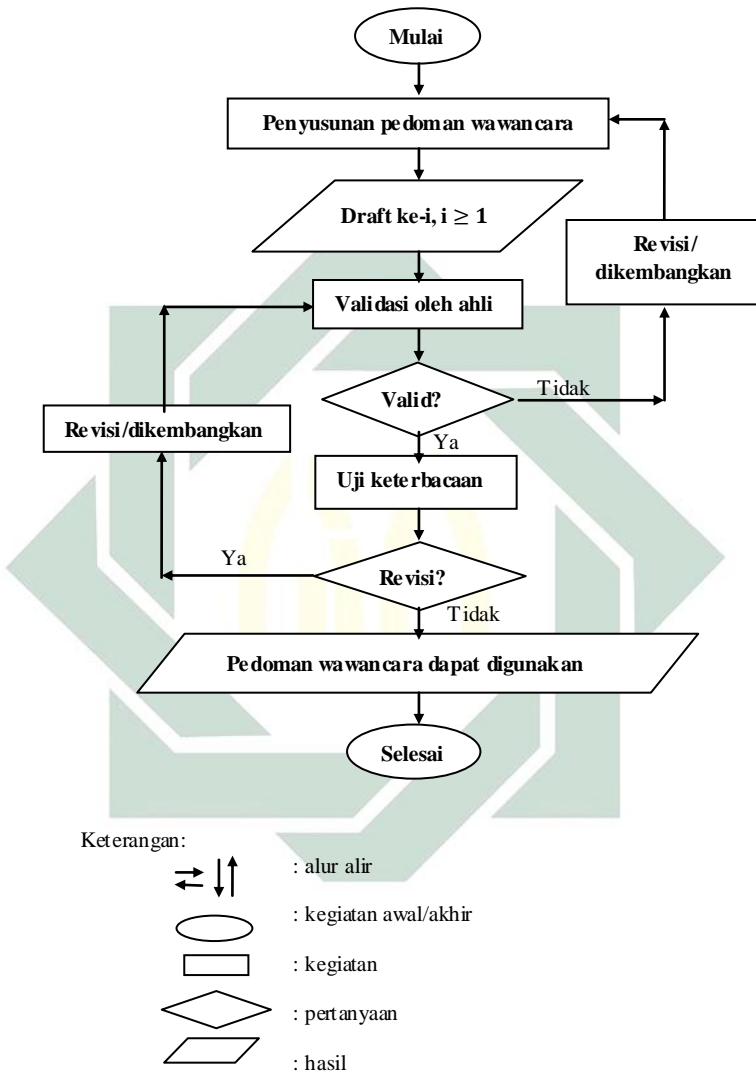 Mulai
Penyusunan pedoman wawancara
Draft ke-i, i ≥ 1
Revisi/
dikembangkan
Validasi oleh ahli
Valid?
Tidak
Revisi/dikembangkan
Ya
Uji keterbacaan
Ya
Revisi?
Tidak
Pedoman wawancara dapat digunakan
Selesai
Keterangan:
: alur alir
: kegiatan awal/akhir
: kegiatan
: pertanyaan
: hasil